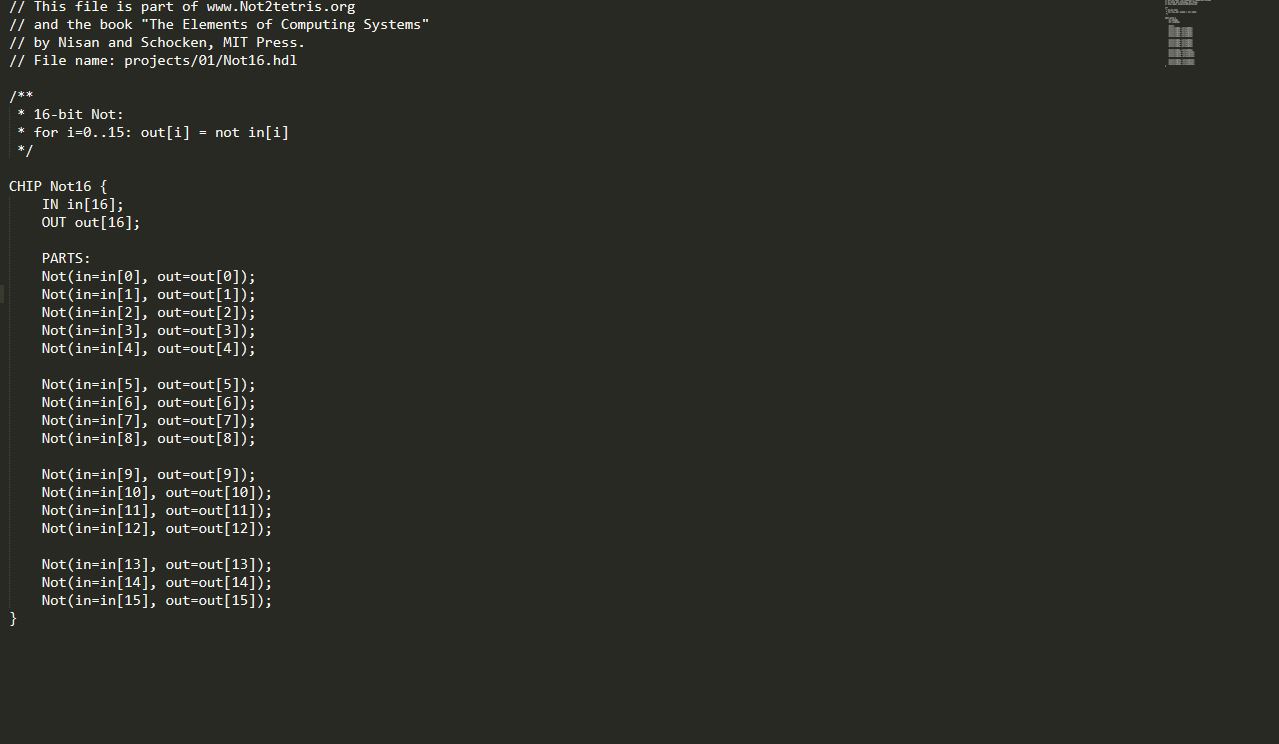 // This file is part of www.Not2tetris.org
// and the book "The Elements of Computing Systems"
// by Nisan and Schocken, MIT Press.
// File name: projects/01/Not16.hdl
/**
* 16-bit Not:
* for i=0..15: out[i] = not in[i]
*/
CHIP Not16 {
IN in[16];
OUT out[16];
PARTS:
Not(in=in[0], out=out[0]);
Not(in=in[1], out=out[1]);
Not(in=in[2], out=out[2]);
Not(in=in[3], out=out[3]);
Not(in=in[4], out=out[4]);
Not(in=in[5], out=out[5]);
Not(in=in[6], out=out[6]);
Not(in=in[7], out=out[7]);
Not(in=in[8], out=out[8]);
Not(in=in[9], out=out[9]);
Not(in=in[10], out=out[10]);
Not(in=in[11], out=out[11]);
Not(in=in[12], out=out[12]);
Not(in=in[13], out=out[13]);
Not(in=in[14], out=out[14]);
Not(in=in[15], out=out[15]);
}